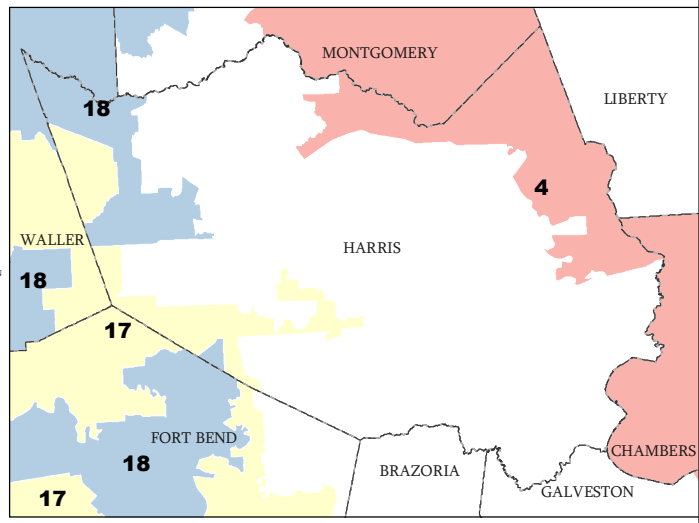 MONTGOMERY
LIBERTY
18
4
WALLER
HARRIS
18
17
FORT BEND
18
CHAMBERS
BRAZORIA
17
GALVESTON